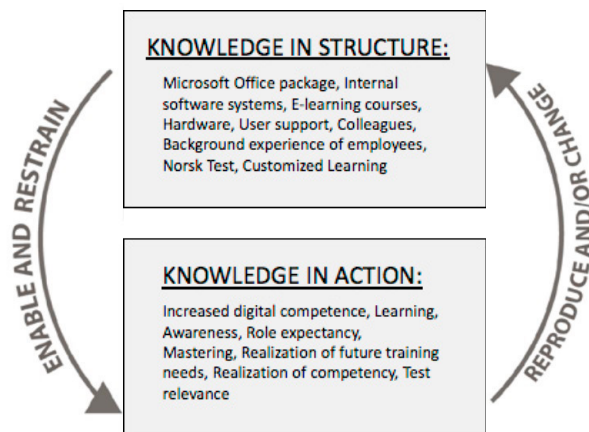 KNOWLEDGE IN STRUCTURE:
Microsoft Office package, Internal
software systems, E-learning courses,
Hardware, User support, Colleagues,
Background experience of employees,
Norsk Test, Customized Learning
ENABLE AND RESTRAIN
REPRODUCE AND/OR CHANGE
KNOWLEDGE IN ACTION:
Increased digital competence, Learning,
Awareness, Role expectancy,
Mastering, Realization of future training
needs, Realization of competency, Test
relevance